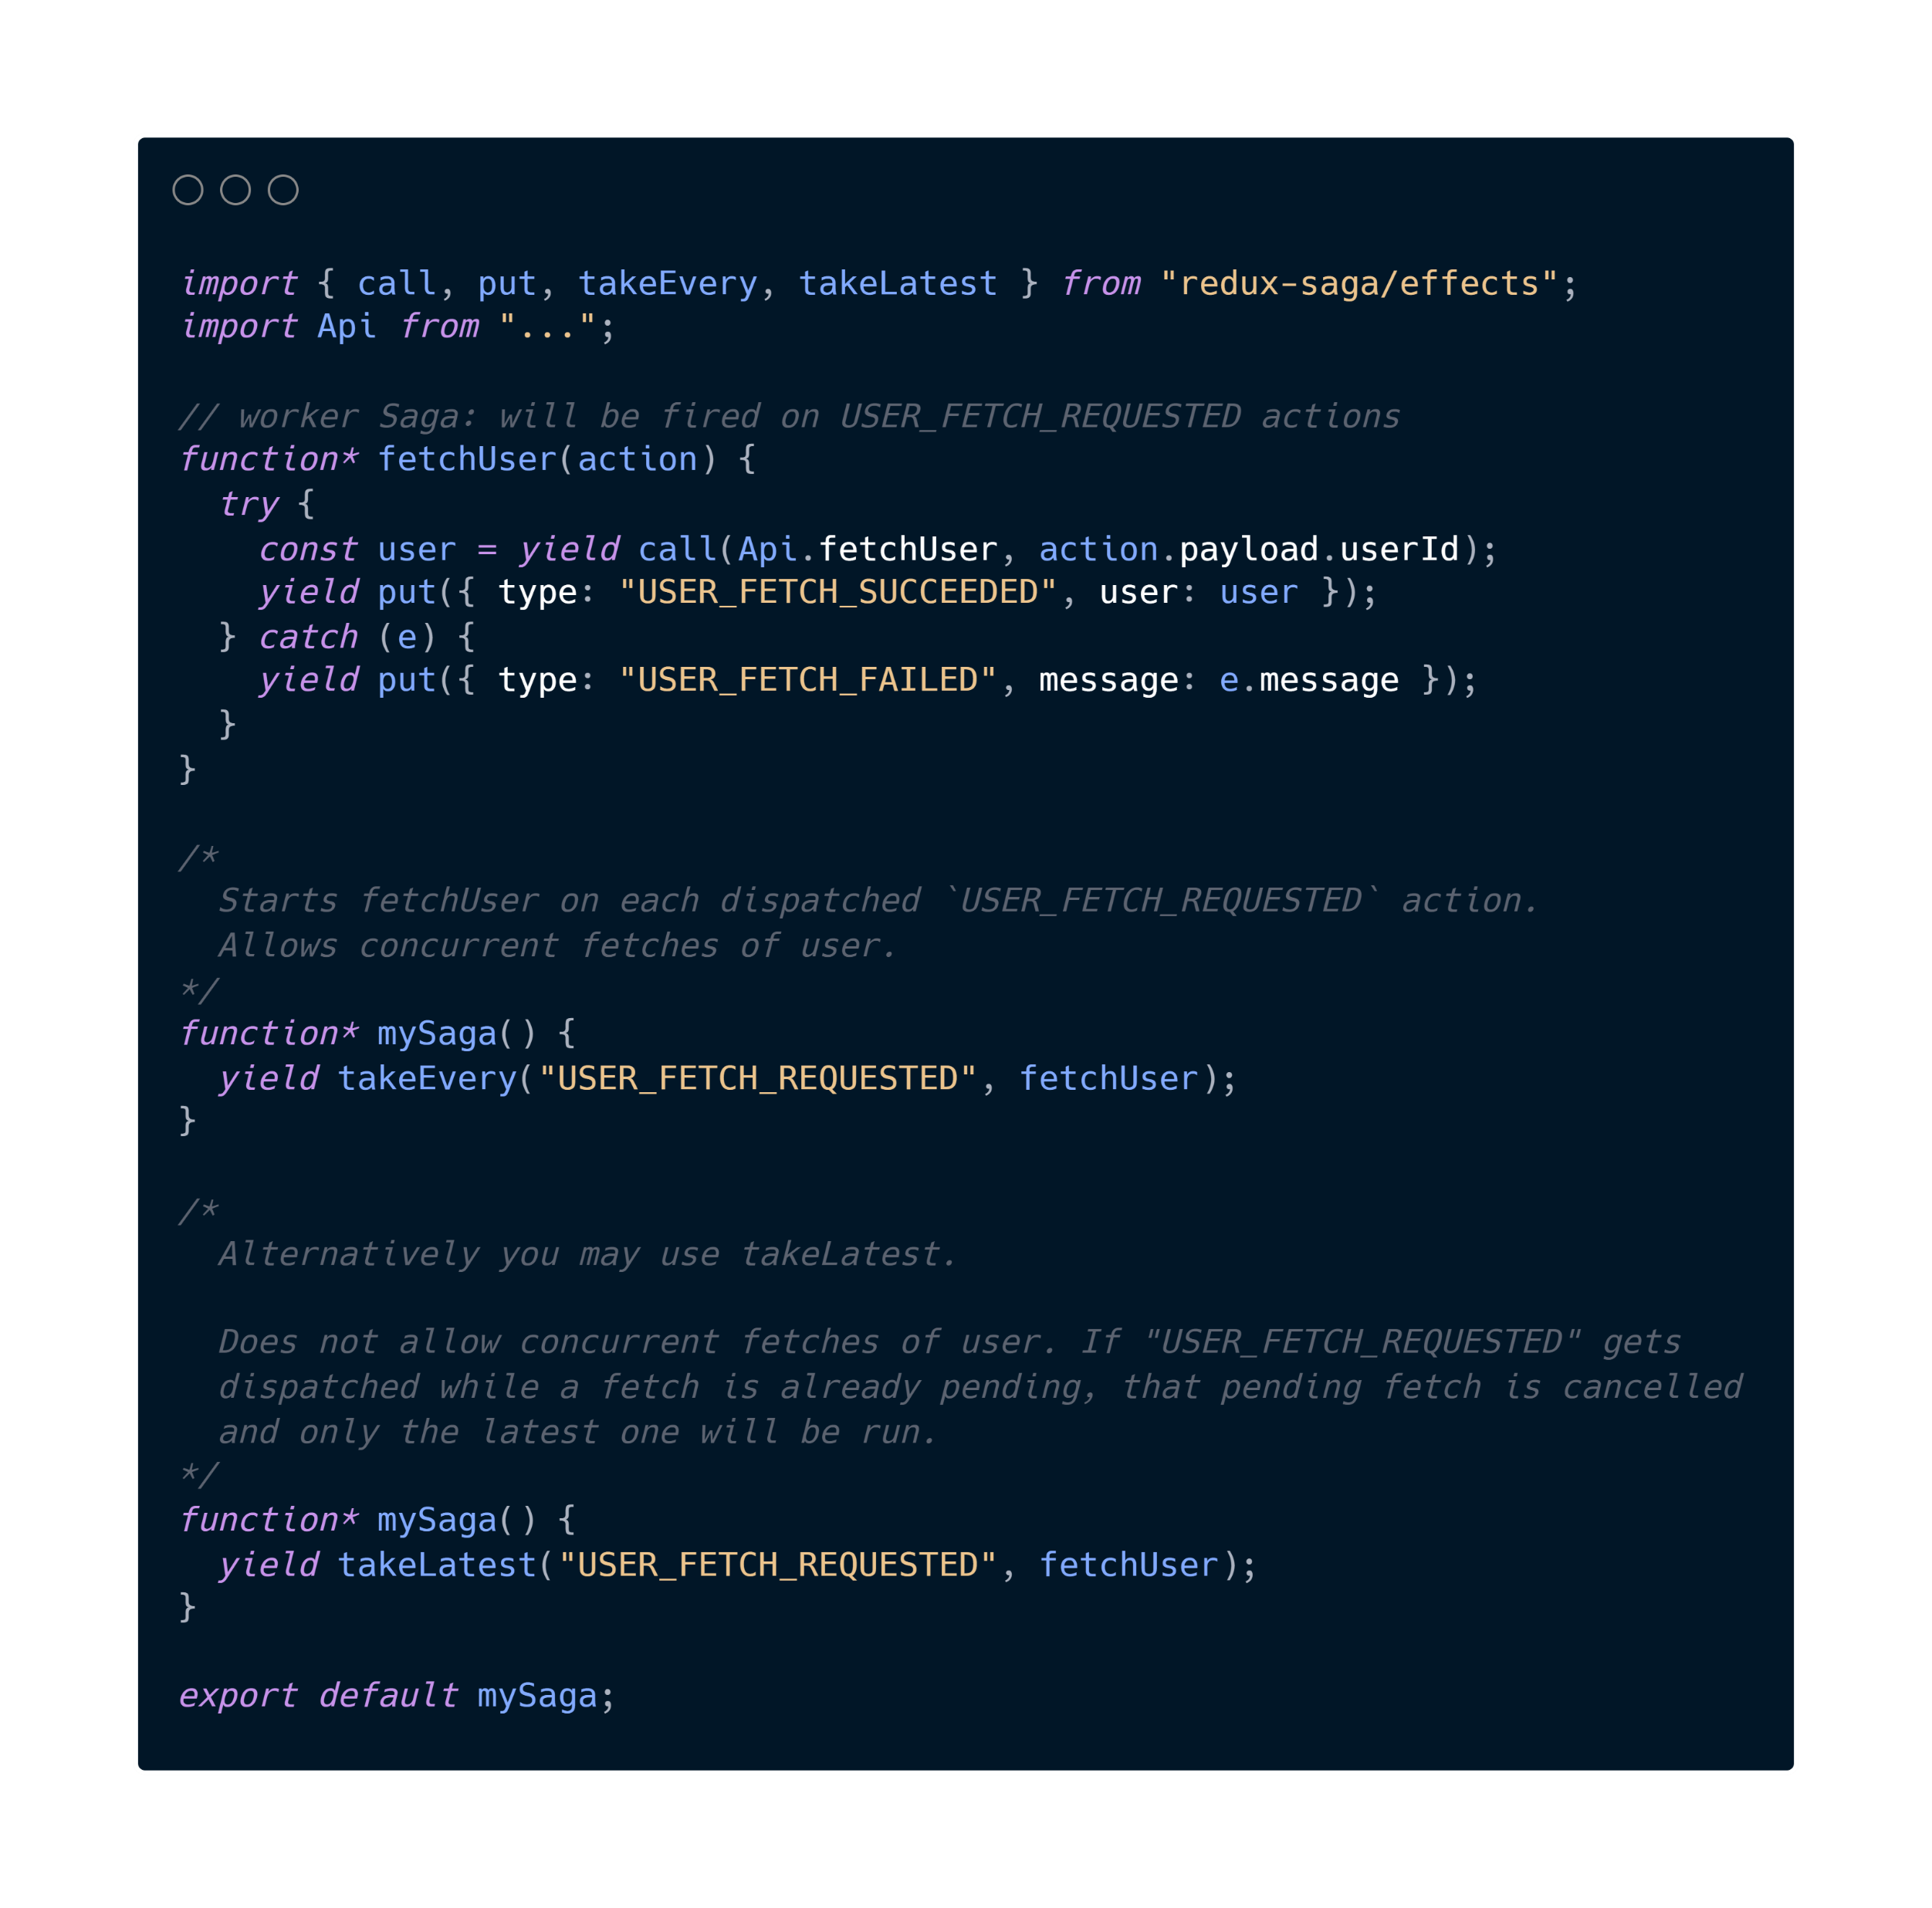 import { call, put, takeEvery, takeLatest } from "redux-saga/effects";
import Api from "...";

// worker Saga: will be fired on USER_FETCH_REQUESTED actions
function* fetchUser(action) {
  try {
    const user = yield call(Api.fetchUser, action.payload.userId);
    yield put({ type: "USER_FETCH_SUCCEEDED", user: user });
  } catch (e) {
    yield put({ type: "USER_FETCH_FAILED", message: e.message });
  }
}

/*
  Starts fetchUser on each dispatched `USER_FETCH_REQUESTED` action.
  Allows concurrent fetches of user.
*/
function* mySaga() {
  yield takeEvery("USER_FETCH_REQUESTED", fetchUser);
}

/*
  Alternatively you may use takeLatest.

  Does not allow concurrent fetches of user. If "USER_FETCH_REQUESTED" gets
  dispatched while a fetch is already pending, that pending fetch is cancelled
  and only the latest one will be run.
*/
function* mySaga() {
  yield takeLatest("USER_FETCH_REQUESTED", fetchUser);
}

export default mySaga;